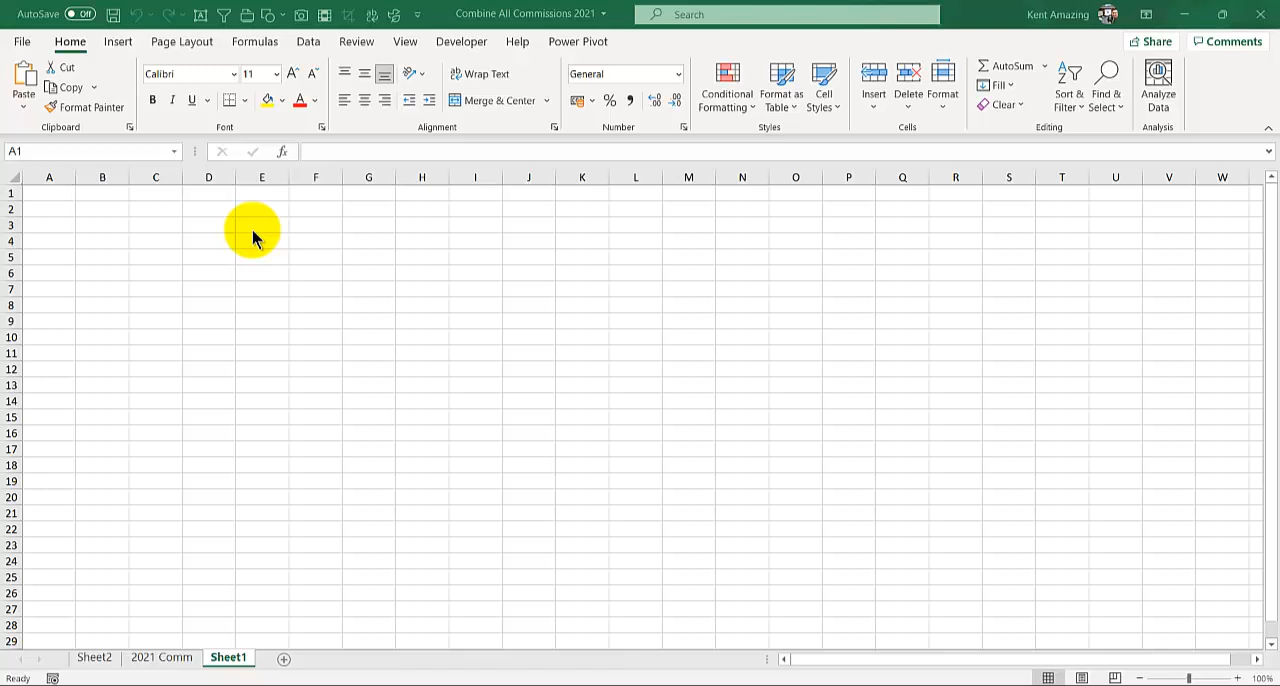 AutoSave Off Combine All Commissions 2021 Search Kent Amazing
File Home Insert Page Layout Formulas Data Review View Developer Help Power Pivot Share Comments
Paste
Cut
Copy
Format Painter
Clipboard
Calibri 11
B I U
Font
Wrap Text
Merge & Center
Alignment
General
Number
Conditional
Formatting
Format as
Table
Cell
Styles
Styles
Insert
Delete
Format
Cells
AutoSum
Fill
Clear
Sort &
Filter
Find &
Select
Editing
Analyze
Data
Analysis
A1 fx
A B C D E F G H I J K L M N O P Q R S T U V W
1
2
3
4
5
6
7
8
9
10
11
12
13
14
15
16
17
18
19
20
21
22
23
24
25
26
27
28
29
Sheet2 2021 Comm Sheet1
Ready 100%